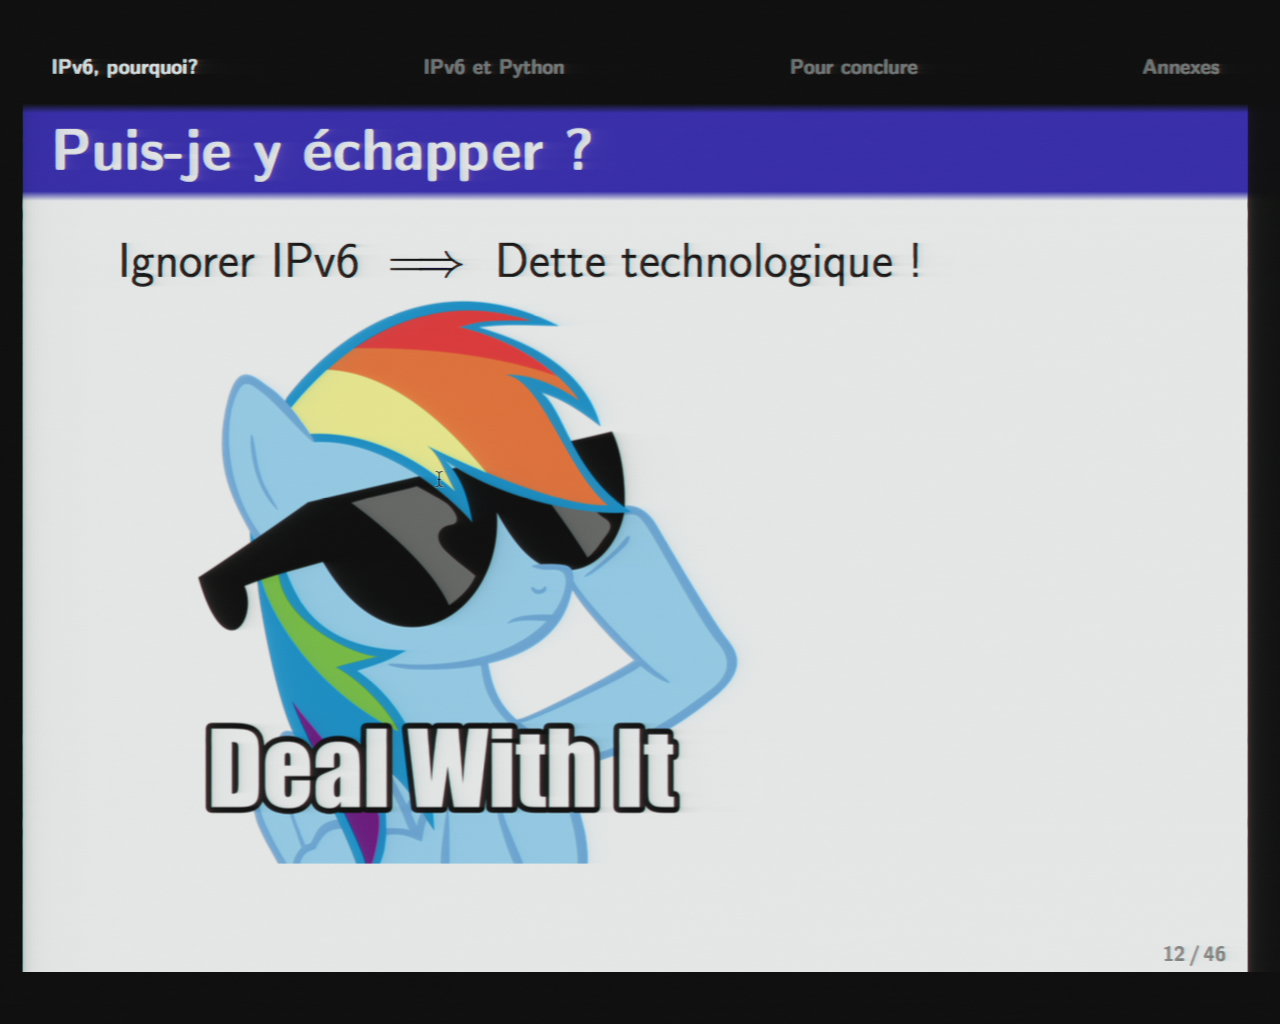 IPv6, pourquoi? IPv6 et Python Pour conclure Annexes
Puis-je y échapper ?
Ignorer IPv6 ⟹ Dette technologique !
Deal With It
12 / 46